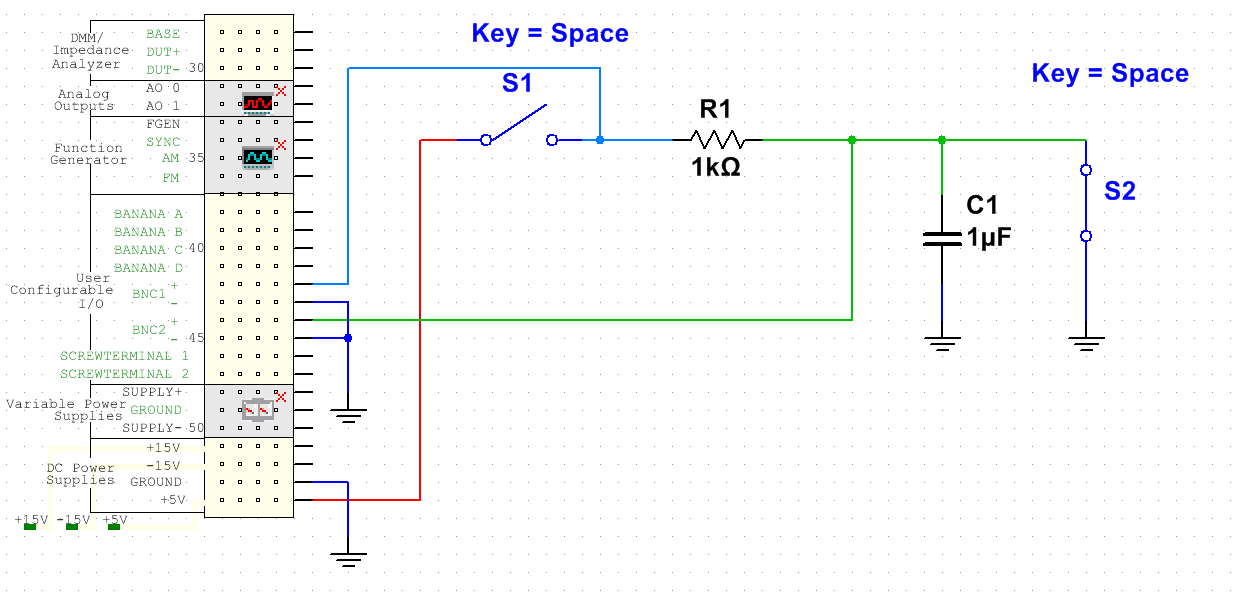 Key = Space
Key = Space
S1
R1
1kΩ
S2
C1
1µF
DMM/
Impedance
Analyzer
BASE
DUT+
DUT- 30
Analog
Outputs
AO 0
AO 1
Function
Generator
FGEN
SYNC
AM 35
FM
BANANA A
BANANA B
BANANA C 40
BANANA D
User
Configurable
I/O
BNC1 +
-
BNC2 +
- 45
SCREWTERMINAL 1
SCREWTERMINAL 2
Variable Power
Supplies
SUPPLY+
GROUND
SUPPLY- 50
DC Power
Supplies
+15V
-15V
GROUND
+5V
+15V -15V +5V